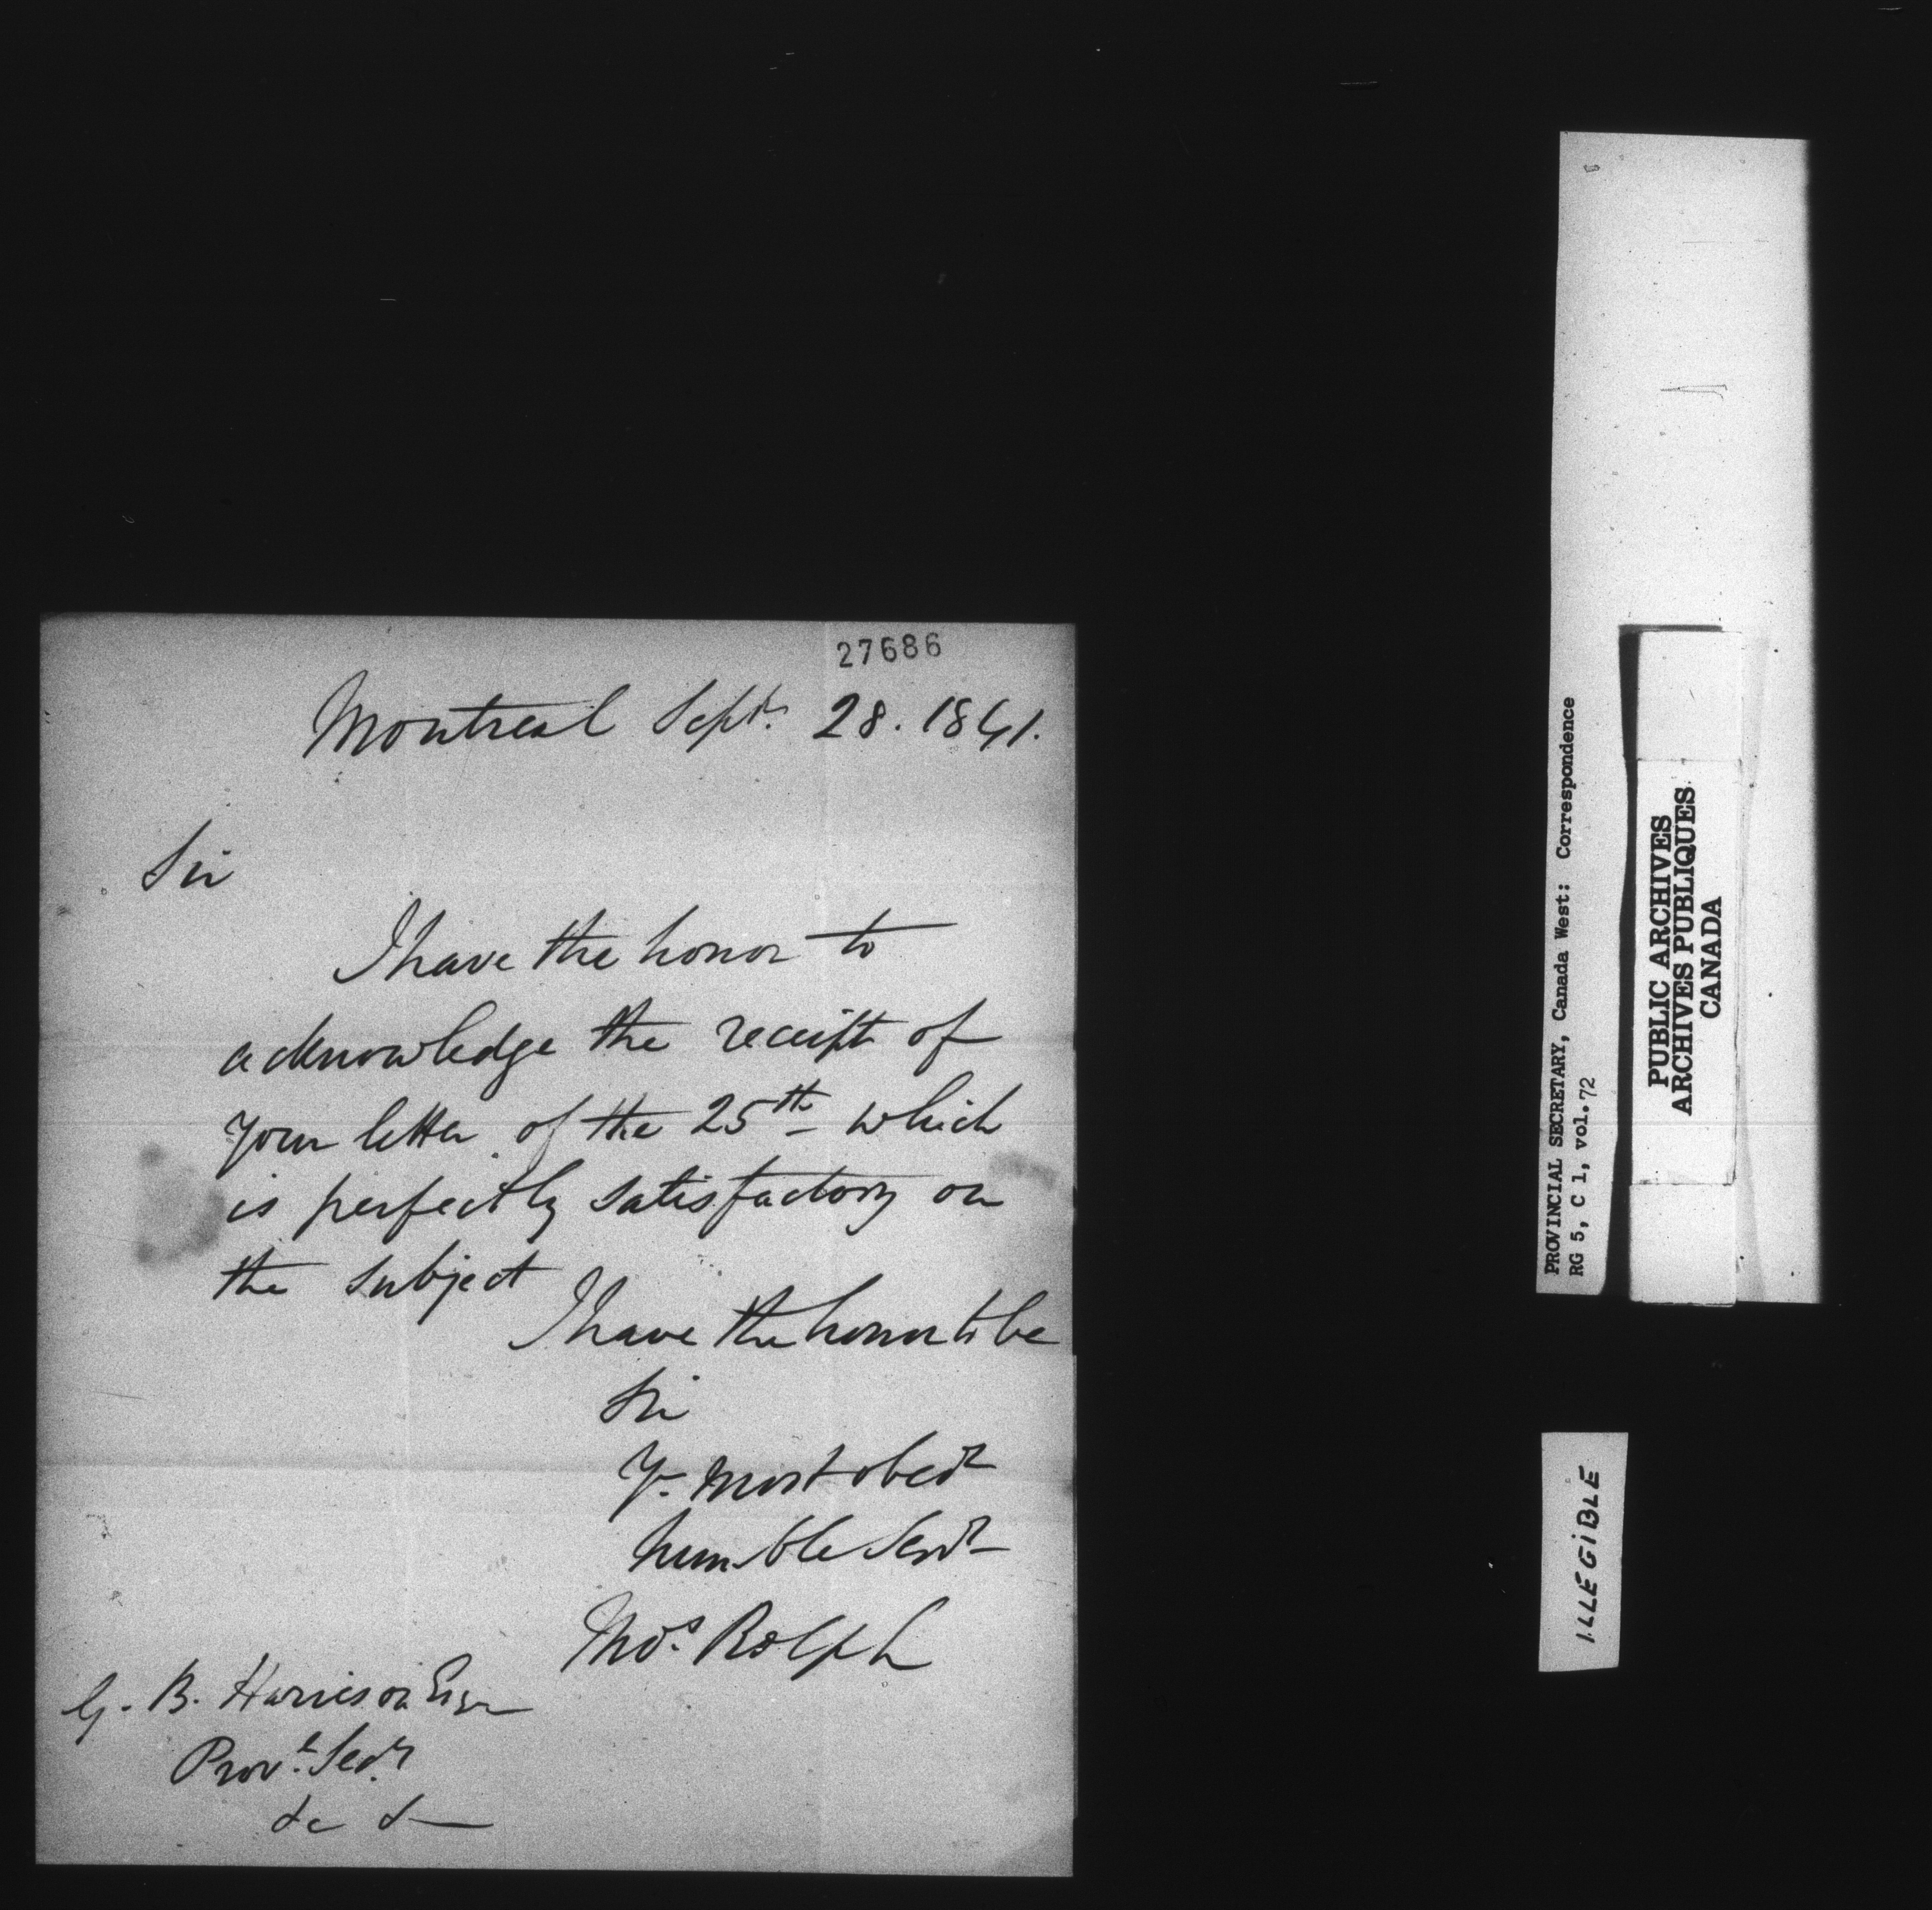 27686
Montreal Septr. 28. 1841.
Sir
I have the honor to
acknowledge the receipt of
your letter of the 25th which
is perfectly satisfactory on
the subject
I have the honor to be
Sir
Yr most obedt
humble Servt
Thos. Rolph
G. B. Harrison Esqr
Provl. Secy
&c &c
PROVINCIAL SECRETARY, Canada West: Correspondence
RG 5, C 1, vol. 72
PUBLIC ARCHIVES
ARCHIVES PUBLIQUES
CANADA
ILLEGIBLE